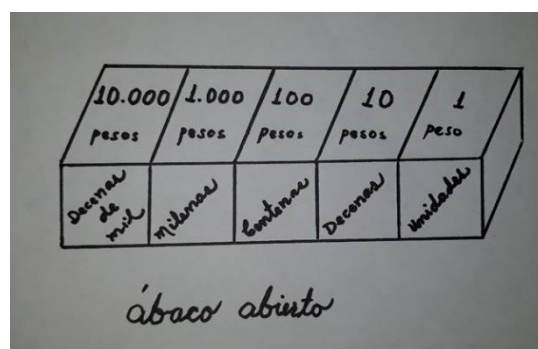 10.000 1.000 100 10 1
pesos pesos pesos pesos peso
Decenas de mil
Milenas
Centenas
Decenas
Unidades
ábaco abierto